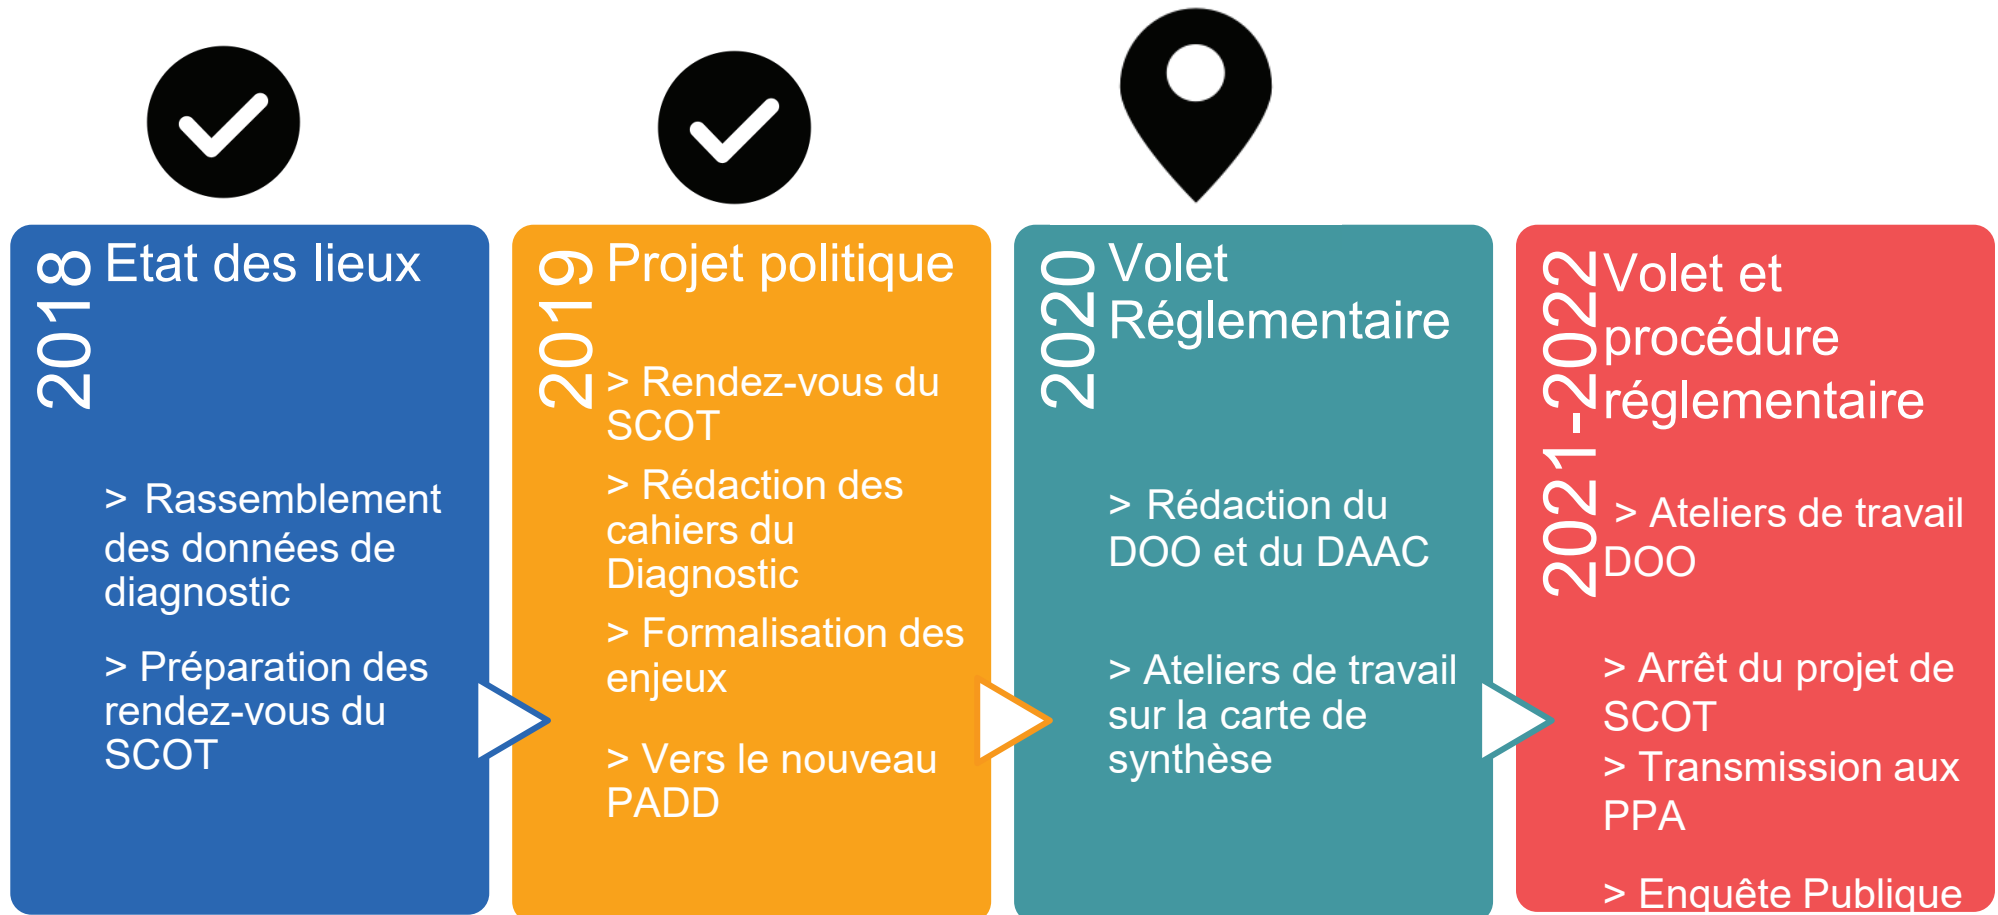 2018
Etat des lieux
> Rassemblement
des données de
diagnostic
> Préparation des
rendez-vous du
SCOT
2019
Projet politique
> Rendez-vous du
SCOT
> Rédaction des
cahiers du
Diagnostic
> Formalisation des
enjeux
> Vers le nouveau
PADD
2020
Volet
Réglementaire
> Rédaction du
DOO et du DAAC
> Ateliers de travail
sur la carte de
synthèse
2021-2022
Volet et
procédure
réglementaire
> Ateliers de travail
DOO
> Arrêt du projet de
SCOT
> Transmission aux
PPA
> Enquête Publique